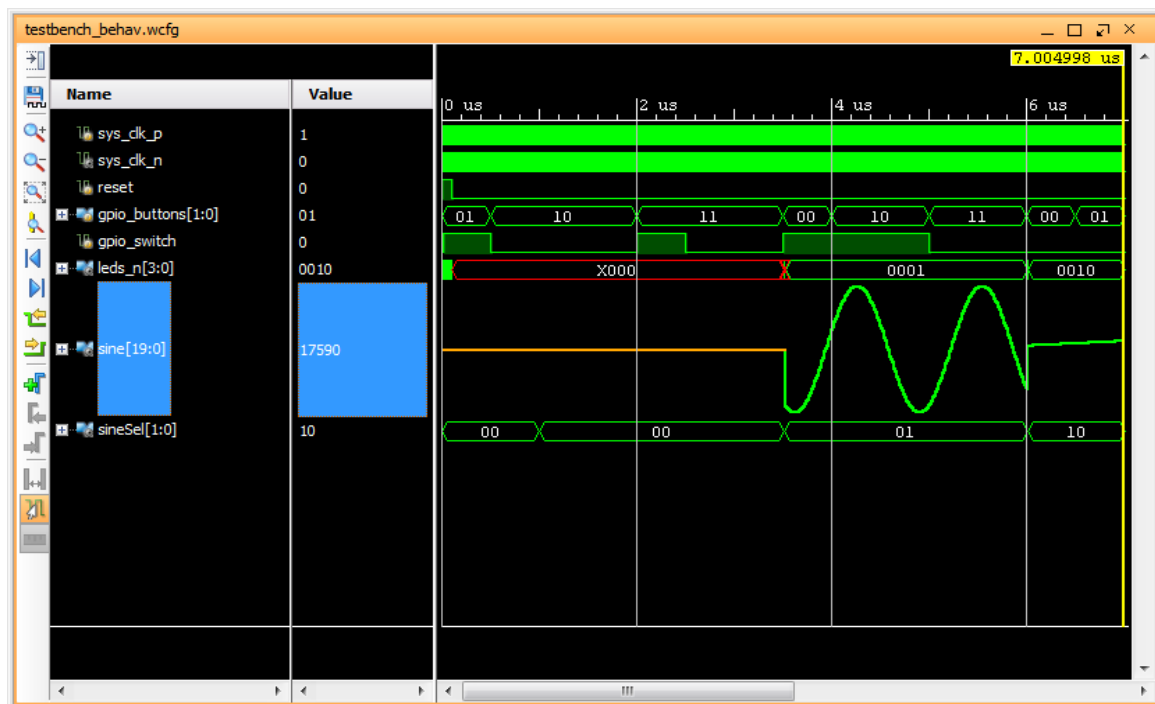 testbench_behav.wcfg
7.004998 us
Name Value
0 us 2 us 4 us 6 us
sys_clk_p 1
sys_clk_n 0
reset 0
gpio_buttons[1:0] 01 01 10 11 00 10 11 00 01
gpio_switch 0
leds_n[3:0] 0010 X000 0001 0010
sine[19:0] 17590
sineSel[1:0] 10 00 00 01 10